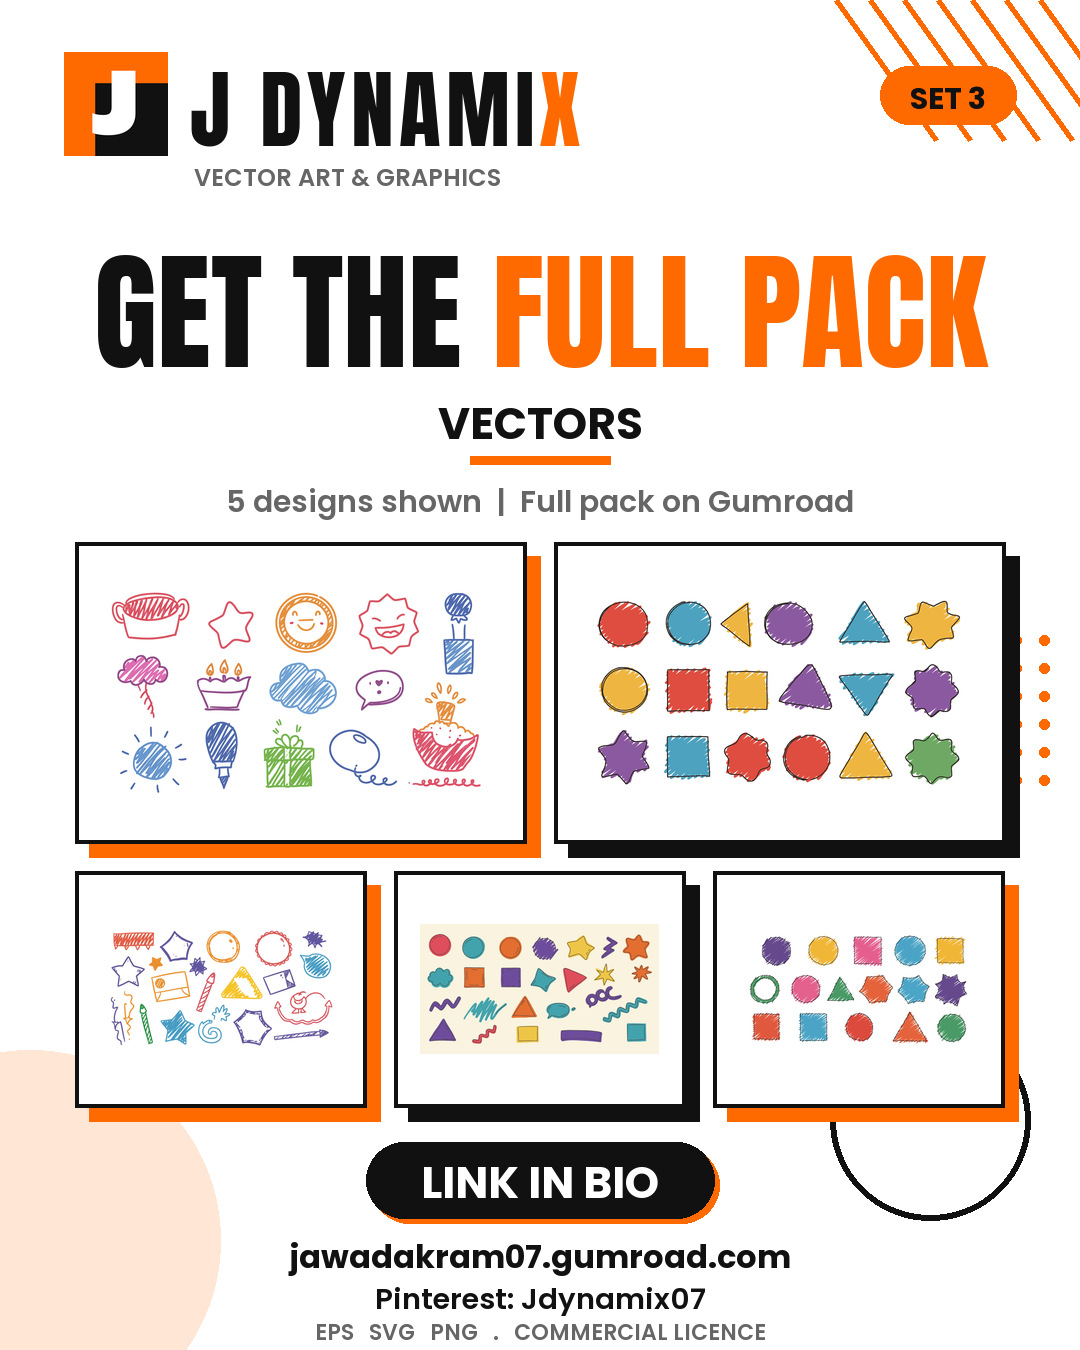 J DYNAMIX
VECTOR ART & GRAPHICS
SET 3
GET THE FULL PACK
VECTORS
5 designs shown | Full pack on Gumroad
LINK IN BIO
jawadakram07.gumroad.com
Pinterest: Jdynamix07
EPS SVG PNG . COMMERCIAL LICENCE